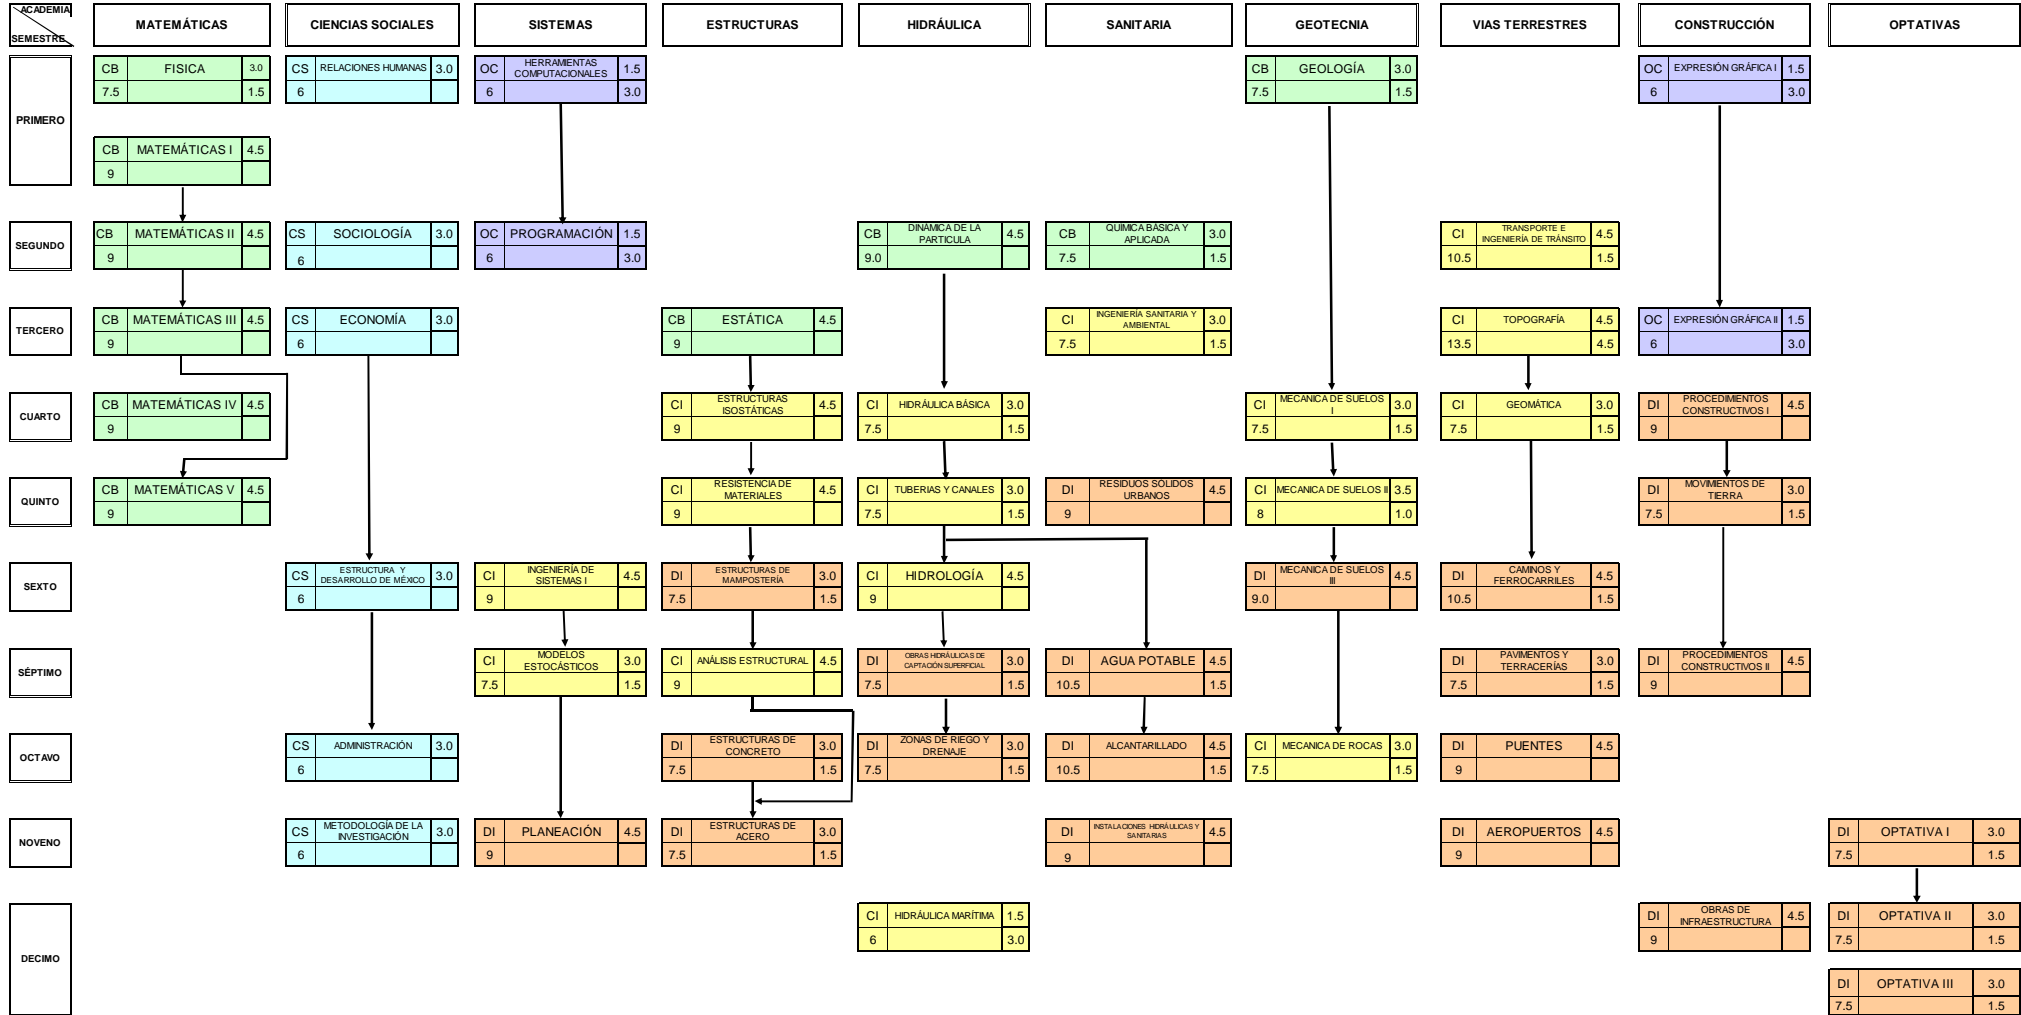 ACADEMIA
SEMESTRE
MATEMÁTICAS
CIENCIAS SOCIALES
SISTEMAS
ESTRUCTURAS
HIDRÁULICA
SANITARIA
GEOTECNIA
VIAS TERRESTRES
CONSTRUCCIÓN
OPTATIVAS
PRIMERO
CB FISICA 3.0
7.5 1.5
CS RELACIONES HUMANAS 3.0
6
OC HERRAMIENTAS
COMPUTACIONALES 1.5
6 3.0
CB GEOLOGÍA 3.0
7.5 1.5
OC EXPRESIÓN GRÁFICA I 1.5
6 3.0
CB MATEMÁTICAS I 4.5
9
SEGUNDO
CB MATEMÁTICAS II 4.5
9
CS SOCIOLOGÍA 3.0
6
OC PROGRAMACIÓN 1.5
6 3.0
CB DINÁMICA DE LA
PARTICULA 4.5
9.0
CB QUÍMICA BÁSICA Y
APLICADA 3.0
7.5 1.5
CI TRANSPORTE E
INGENIERÍA DE TRÁNSITO 4.5
10.5 1.5
TERCERO
CB MATEMÁTICAS III 4.5
9
CS ECONOMÍA 3.0
6
CB ESTÁTICA 4.5
9
CI INGENIERÍA SANITARIA Y
AMBIENTAL 3.0
7.5 1.5
CI TOPOGRAFÍA 4.5
13.5 4.5
OC EXPRESIÓN GRÁFICA II 1.5
6 3.0
CUARTO
CB MATEMÁTICAS IV 4.5
9
CI ESTRUCTURAS
ISOSTÁTICAS 4.5
9
CI HIDRÁULICA BÁSICA 3.0
7.5 1.5
CI MECANICA DE SUELOS
I 3.0
7.5 1.5
CI GEOMÁTICA 3.0
7.5 1.5
DI PROCEDIMIENTOS
CONSTRUCTIVOS I 4.5
9
QUINTO
CB MATEMÁTICAS V 4.5
9
CI RESISTENCIA DE
MATERIALES 4.5
9
CI TUBERIAS Y CANALES 3.0
7.5 1.5
DI RESIDUOS SÓLIDOS
URBANOS 4.5
9
CI MECANICA DE SUELOS II 3.5
8 1.0
DI MOVIMIENTOS DE
TIERRA 3.0
7.5 1.5
SEXTO
CS ESTRUCTURA Y
DESARROLLO DE MÉXICO 3.0
6
CI INGENIERÍA DE
SISTEMAS I 4.5
9
DI ESTRUCTURAS DE
MAMPOSTERÍA 3.0
7.5 1.5
CI HIDROLOGÍA 4.5
9
DI MECANICA DE SUELOS
III 4.5
9.0
DI CAMINOS Y
FERROCARRILES 4.5
10.5 1.5
SÉPTIMO
CI MODELOS
ESTOCÁSTICOS 3.0
7.5 1.5
CI ANÁLISIS ESTRUCTURAL 4.5
9
DI OBRAS HIDRÁULICAS DE
CAPTACIÓN SUPERFICIAL 3.0
7.5 1.5
DI AGUA POTABLE 4.5
10.5 1.5
DI PAVIMENTOS Y
TERRACERÍAS 3.0
7.5 1.5
DI PROCEDIMIENTOS
CONSTRUCTIVOS II 4.5
9
OCTAVO
CS ADMINISTRACIÓN 3.0
6
DI ESTRUCTURAS DE
CONCRETO 3.0
7.5 1.5
DI ZONAS DE RIEGO Y
DRENAJE 3.0
7.5 1.5
DI ALCANTARILLADO 4.5
10.5 1.5
CI MECANICA DE ROCAS 3.0
7.5 1.5
DI PUENTES 4.5
9
NOVENO
CS METODOLOGÍA DE LA
INVESTIGACIÓN 3.0
6
DI PLANEACIÓN 4.5
9
DI ESTRUCTURAS DE
ACERO 3.0
7.5 1.5
DI INSTALACIONES HIDRÁULICAS Y
SANITARIAS 4.5
9
DI AEROPUERTOS 4.5
9
DI OPTATIVA I 3.0
7.5 1.5
DECIMO
CI HIDRÁULICA MARÍTIMA 1.5
6 3.0
DI OBRAS DE
INFRAESTRUCTURA 4.5
9
DI OPTATIVA II 3.0
7.5 1.5
DI OPTATIVA III 3.0
7.5 1.5